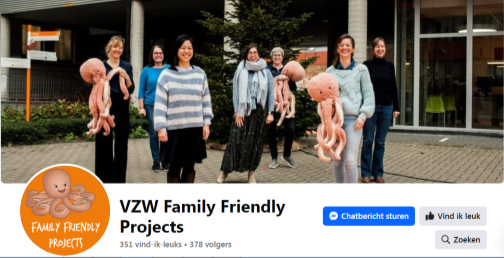 FAMILY FRIENDLY
PROJECTS
VZW Family Friendly
Projects
351 vind-ik-leuks • 378 volgers
Chatbericht sturen
Vind ik leuk
Zoeken